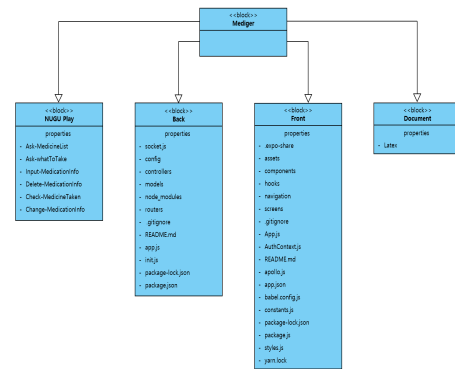 <<block>>
Mediger
<<block>>
NUGU Play
properties
- Ask-MedicineList
- Ask-whatToTake
- Input-MedicationInfo
- Delete-MedicationInfo
- Check-MedicineTaken
- Change-MedicationInfo
<<block>>
Back
properties
- socket.js
- config
- controllers
- models
- node_modules
- routers
- .gitignore
- README.md
- app.js
- init.js
- package-lock.json
- package.json
<<block>>
Front
properties
- .expo-share
- assets
- components
- hooks
- navigation
- screens
- .gitignore
- App.js
- AuthContext.js
- README.md
- apollo.js
- app.json
- babel.config.js
- constants.js
- package-lock.json
- package.js
- styles.js
- yarn.lock
<<block>>
Document
properties
- Latex